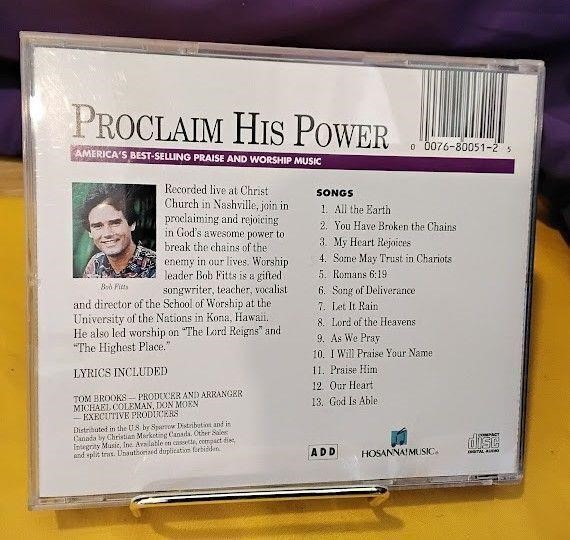 PROCLAIM HIS POWER
0 0076-80051-2 5
AMERICA'S BEST-SELLING PRAISE AND WORSHIP MUSIC
Recorded live at Christ
Church in Nashville, join in
proclaiming and rejoicing
in God's awesome power to
break the chains of the
enemy in our lives. Worship
leader Bob Fitts is a gifted
songwriter, teacher, vocalist
and director of the School of Worship at the
University of the Nations in Kona, Hawaii.
He also led worship on "The Lord Reigns" and
"The Highest Place."
Bob Fitts
LYRICS INCLUDED
TOM BROOKS — PRODUCER AND ARRANGER
MICHAEL COLEMAN, DON MOEN
— EXECUTIVE PRODUCERS
Distributed in the U.S. by Sparrow Distribution and in
Canada by Christian Marketing Canada. Other Sales:
Integrity Music, Inc. Available on cassette, compact disc,
and split trax. Unauthorized duplication forbidden.
SONGS
1. All the Earth
2. You Have Broken the Chains
3. My Heart Rejoices
4. Some May Trust in Chariots
5. Romans 6:19
6. Song of Deliverance
7. Let It Rain
8. Lord of the Heavens
9. As We Pray
10. I Will Praise Your Name
11. Praise Him
12. Our Heart
13. God Is Able
ADD
HOSANNA! MUSIC®
COMPACT
disc
DIGITAL AUDIO